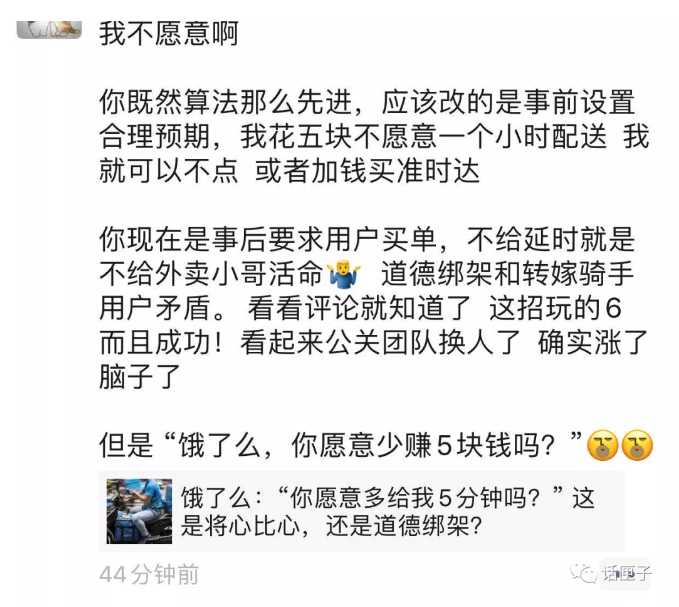 我不愿意啊
你既然算法那么先进，应该改的是事前设置
合理预期，我花五块不愿意一个小时配送 我
就可以不点 或者加钱买准时达
你现在是事后要求用户买单，不给延时就是
不给外卖小哥活命🤷‍♂️ 道德绑架和转嫁骑手
用户矛盾。看看评论就知道了 这招玩的6
而且成功！看起来公关团队换人了 确实涨了
脑子了
但是“饿了么，你愿意少赚5块钱吗？”
饿了么：“你愿意多给我5分钟吗？”这
是将心比心，还是道德绑架？
44分钟前
话匣子